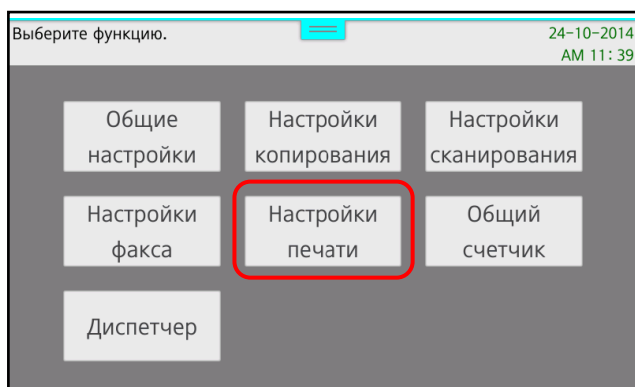 Выберите функцию.
24-10-2014
AM 11:39
Общие
настройки
Настройки
копирования
Настройки
сканирования
Настройки
факса
Настройки
печати
Общий
счетчик
Диспетчер